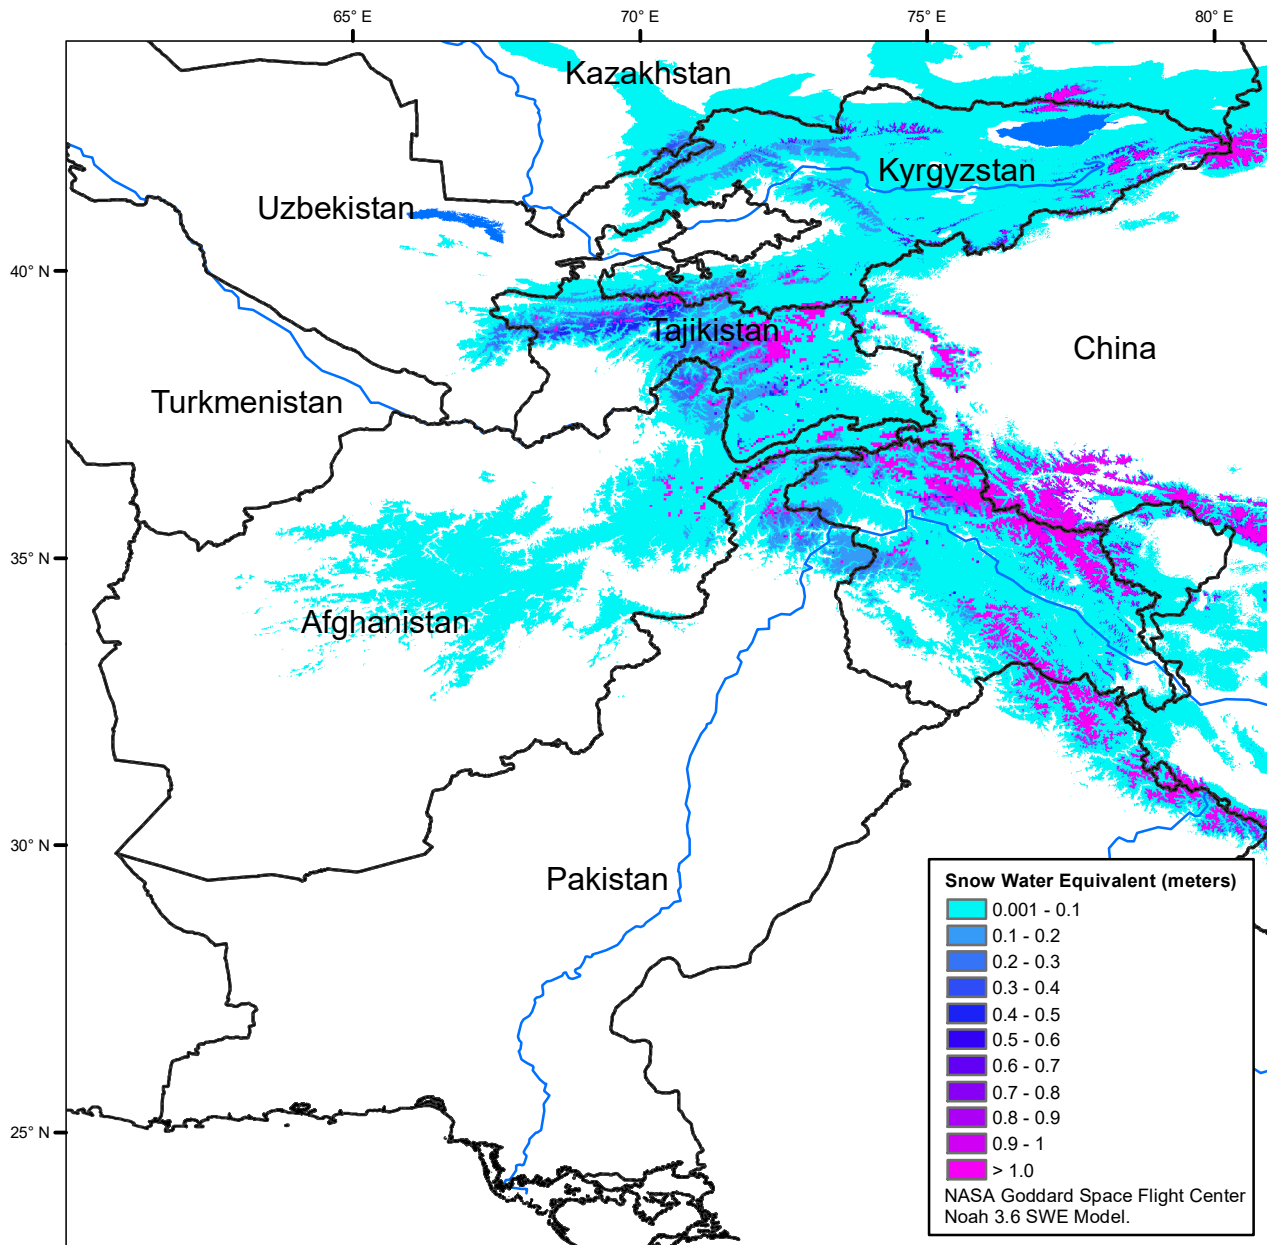 65° E
70° E
75° E
80° E
Kazakhstan
Kyrgyzstan
Uzbekistan
40° N
Tajikistan
China
Turkmenistan
35° N
Afghanistan
30° N
Pakistan
25° N
Snow Water Equivalent (meters)
0.001 - 0.1
0.1 - 0.2
0.2 - 0.3
0.3 - 0.4
0.4 - 0.5
0.5 - 0.6
0.6 - 0.7
0.7 - 0.8
0.8 - 0.9
0.9 - 1
> 1.0
NASA Goddard Space Flight Center
Noah 3.6 SWE Model.